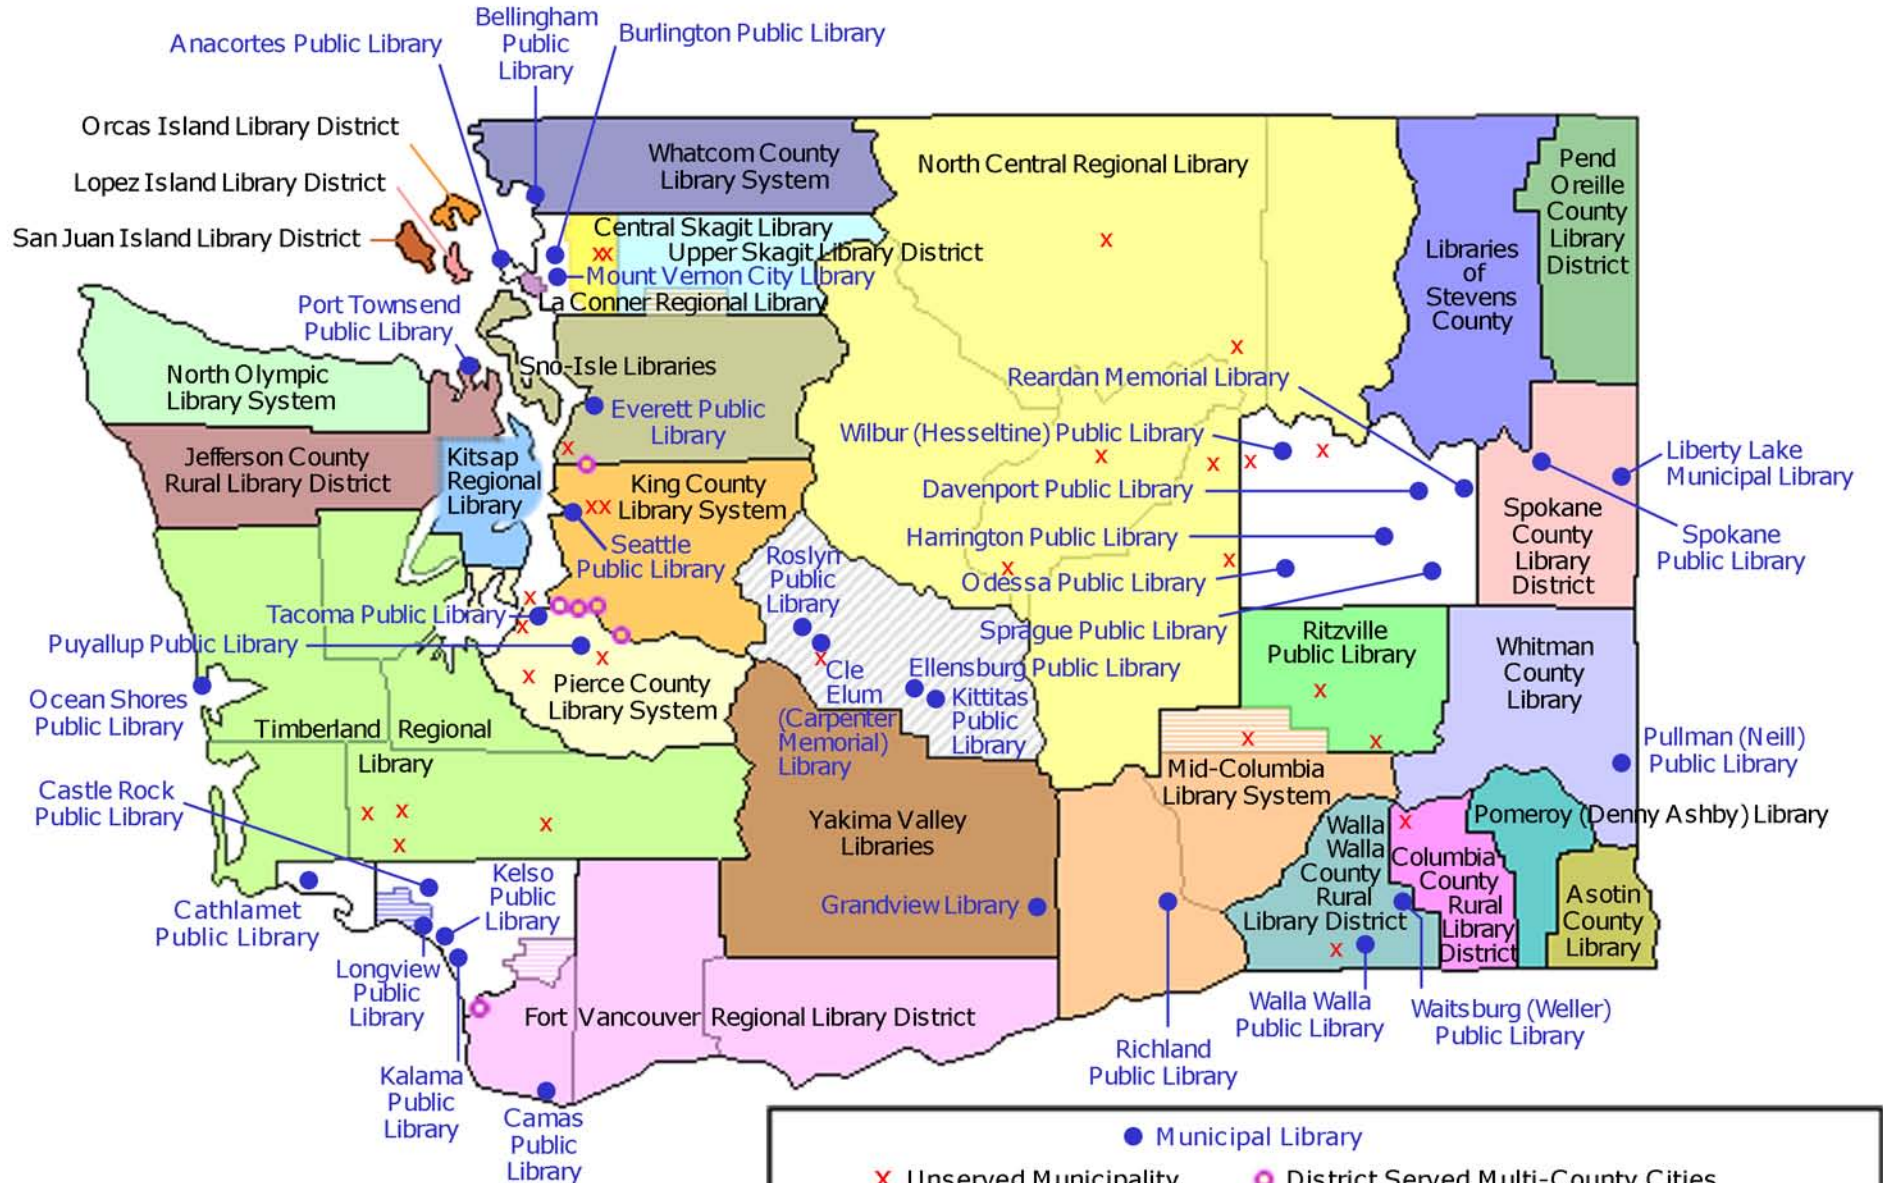 Bellingham
Public
Library
Anacortes Public Library
Burlington Public Library
Orcas Island Library District
Lopez Island Library District
San Juan Island Library District
Whatcom County
Library System
North Central Regional Library
Pend
Oreille
County
Library
District
Central Skagit Library
Upper Skagit Library District
Mount Vernon City Library
La Conner Regional Library
Libraries
of
Stevens
County
Port Townsend
Public Library
North Olympic
Library System
Sno-Isle Libraries
Everett Public
Library
Reardan Memorial Library
Wilbur (Hesseltine) Public Library
Jefferson County
Rural Library District
Kitsap
Regional
Library
King County
Library System
Davenport Public Library
Liberty Lake
Municipal Library
Spokane
County
Library
District
Spokane
Public Library
Seattle
Public Library
Roslyn
Public
Library
Harrington Public Library
Odessa Public Library
Sprague Public Library
Tacoma Public Library
Puyallup Public Library
Ritzville
Public Library
Whitman
County
Library
Ocean Shores
Public Library
Pierce County
Library System
Cle
Elum
(Carpenter
Memorial)
Library
Ellensburg Public Library
Kittitas
Public
Library
Timberland Regional
Library
Pullman (Neill)
Public Library
Mid-Columbia
Library System
Castle Rock
Public Library
Yakima Valley
Libraries
Walla
Walla
County
Rural
Library District
Columbia
County
Rural
Library
District
Pomeroy (Denny Ashby) Library
Asotin
County
Library
Kelso
Public
Library
Grandview Library
Cathlamet
Public Library
Longview
Public
Library
Fort Vancouver Regional Library District
Walla Walla
Public Library
Waitsburg (Weller)
Public Library
Richland
Public Library
Kalama
Public
Library
Camas
Public
Library
Municipal Library
x Unserved Municipality
District Served Multi-County Cities